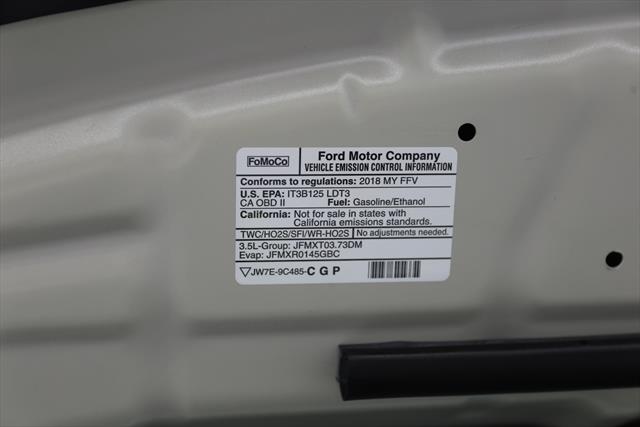 FoMoCo
Ford Motor Company
VEHICLE EMISSION CONTROL INFORMATION
Conforms to regulations: 2018 MY FFV
U.S. EPA: IT3B125 LDT3
CA OBD II Fuel: Gasoline/Ethanol
California: Not for sale in states with
California emissions standards.
TWC/HO2S/SFI/WR-HO2S No adjustments needed.
3.5L-Group: JFMXT03.73DM
Evap: JFMXR0145GBC
JW7E-9C485-CGP